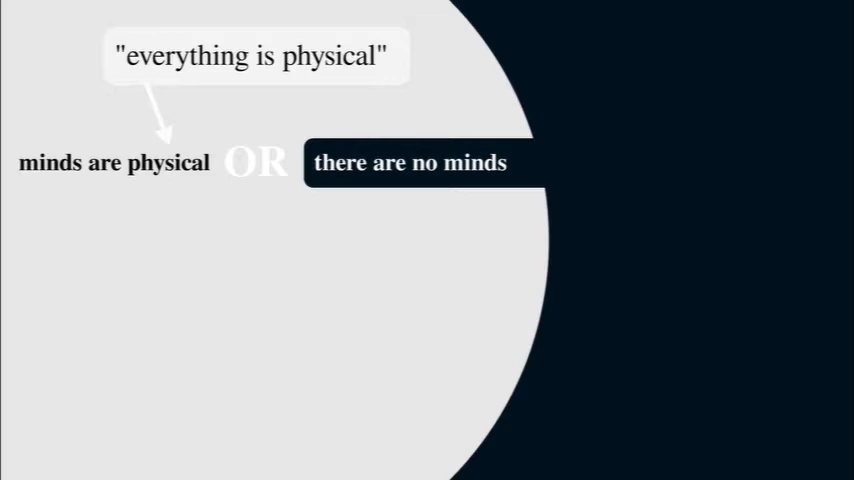 "everything is physical"
minds are physical OR there are no minds